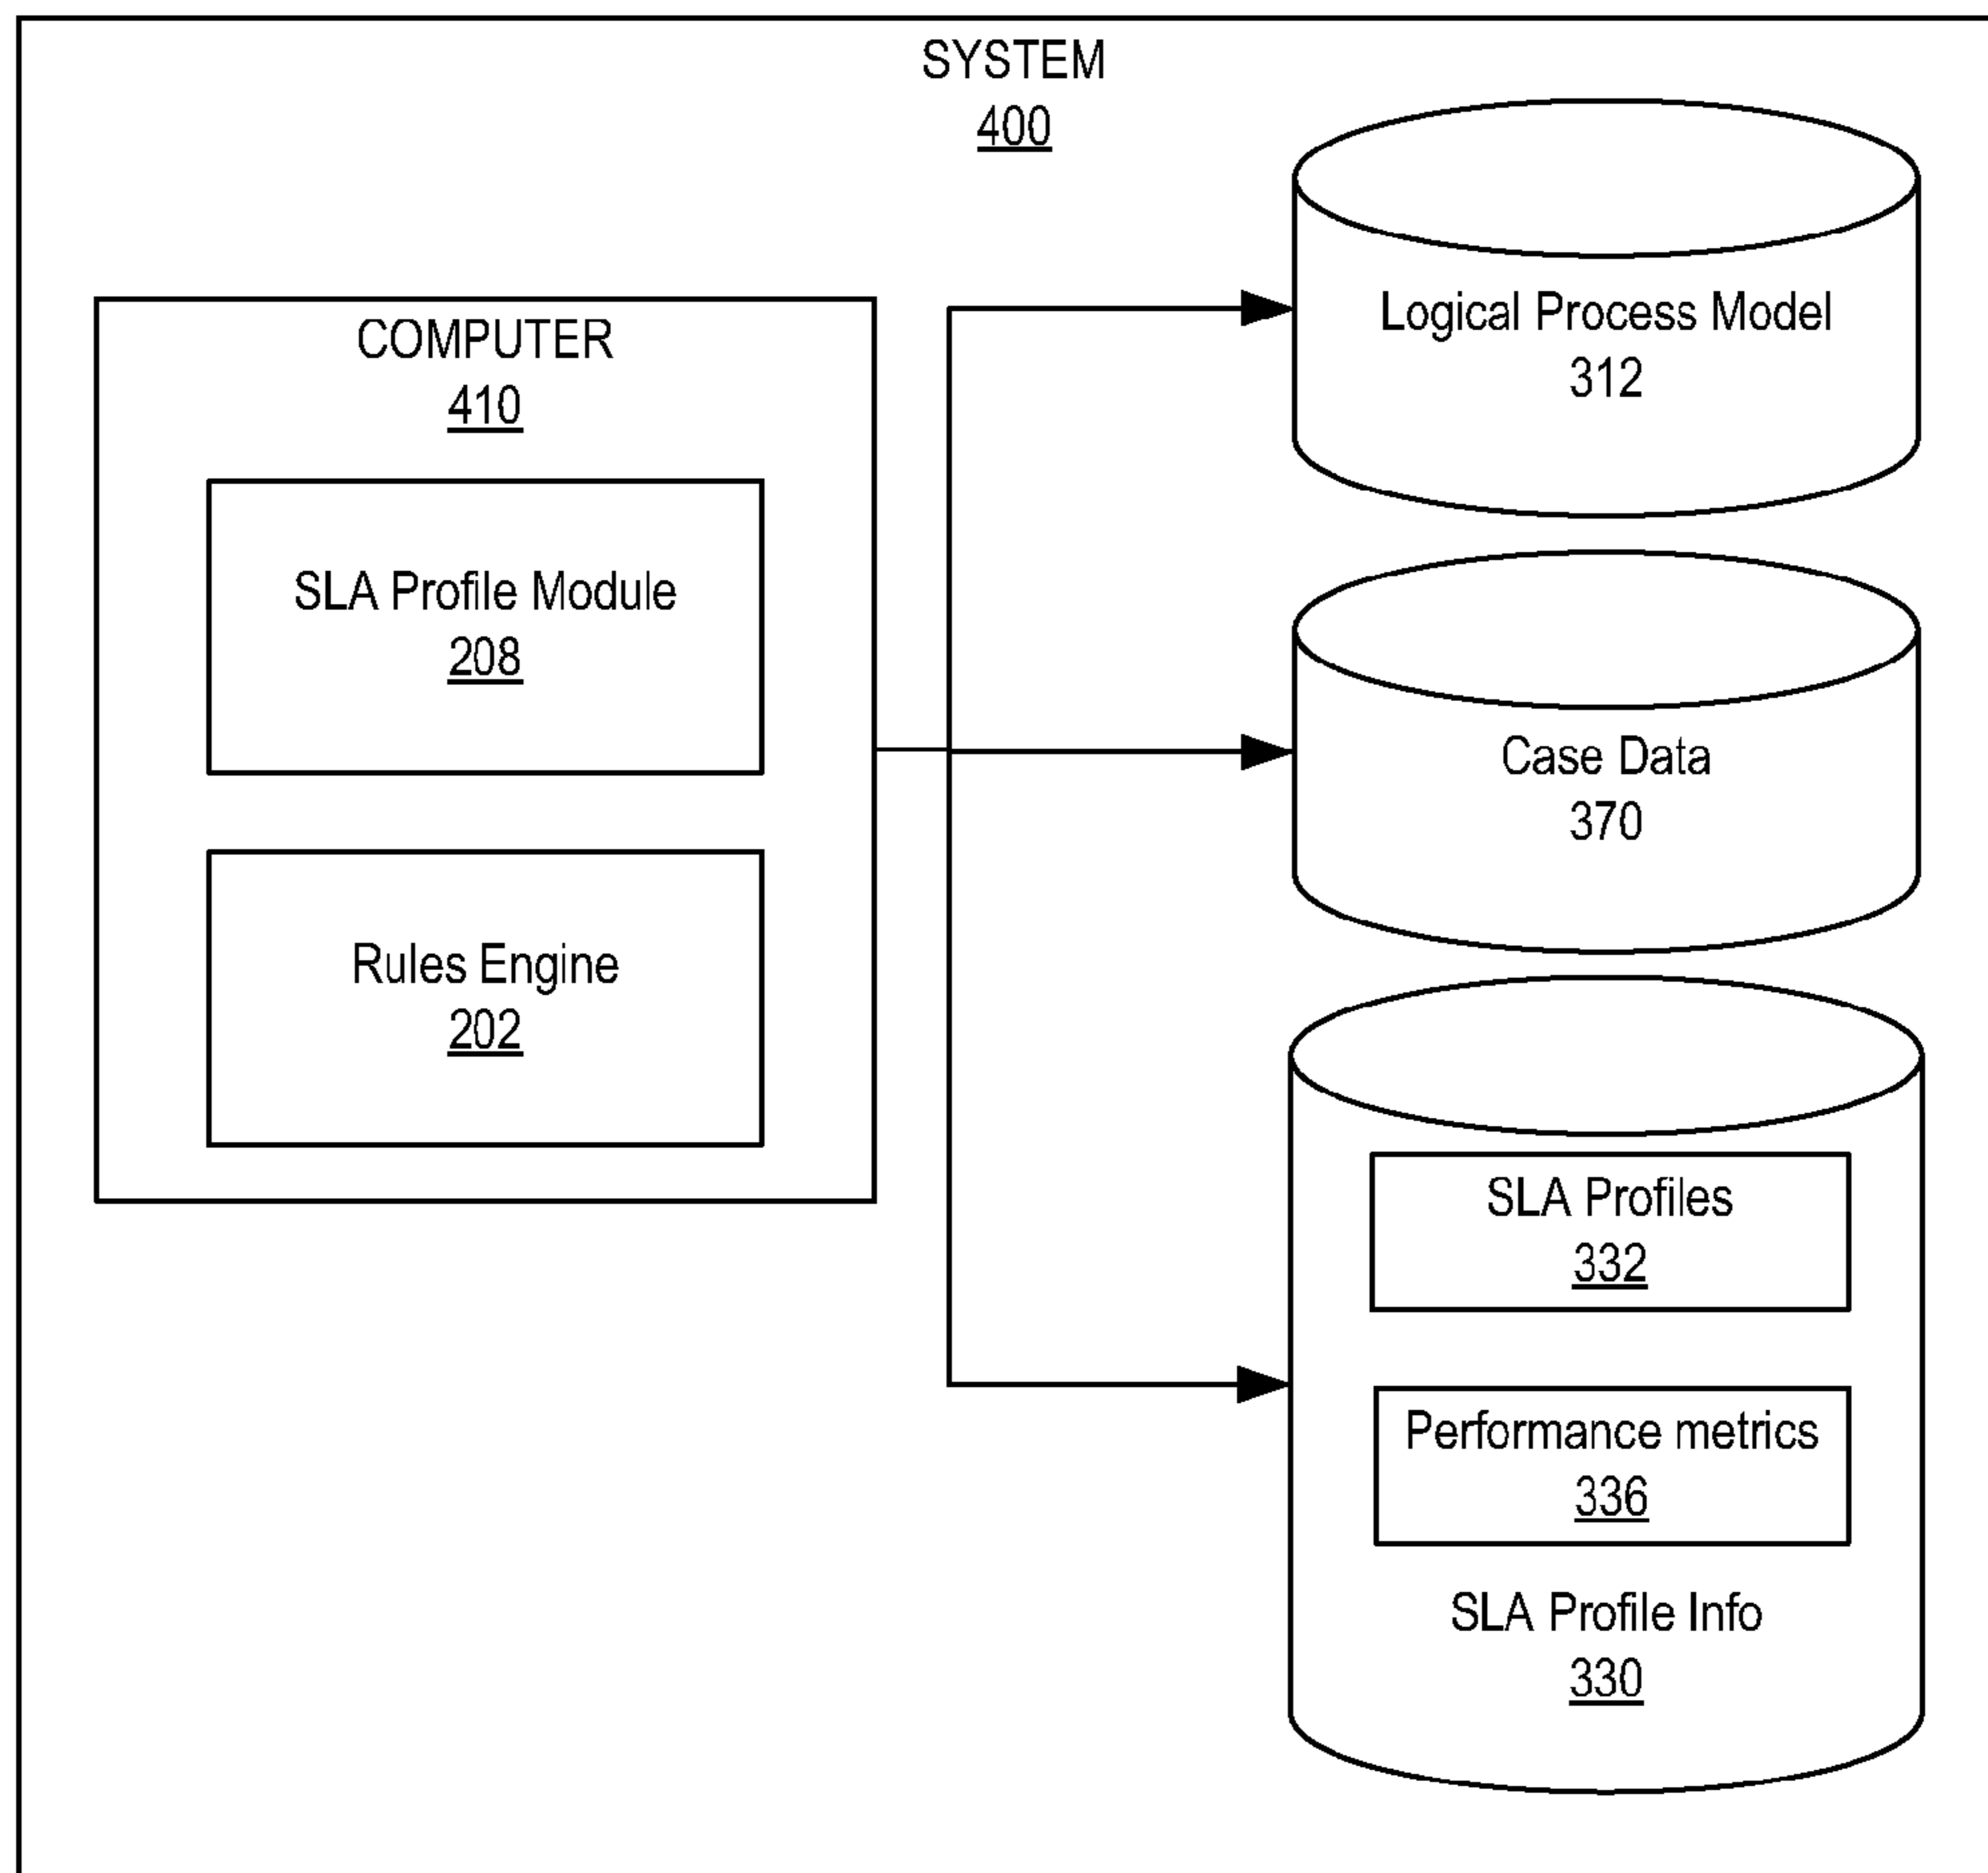 SYSTEM
400
COMPUTER
410
SLA Profile Module
208
Rules Engine
202
Logical Process Model
312
Case Data
370
SLA Profiles
332
Performance metrics
336
SLA Profile Info
330